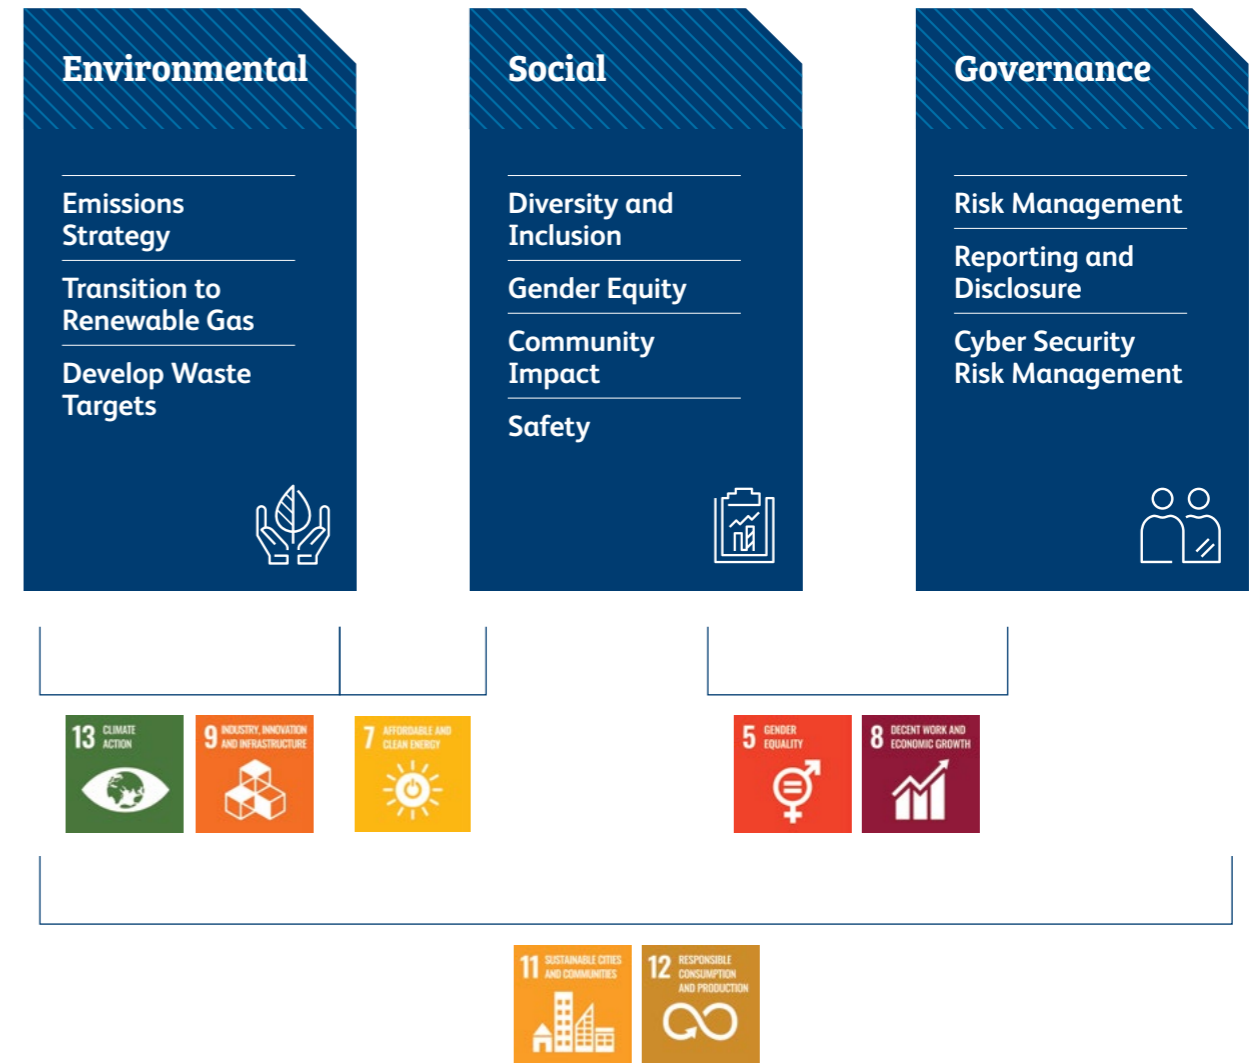 Environmental
Emissions
Strategy
Transition to
Renewable Gas
Develop Waste
Targets
Social
Diversity and
Inclusion
Gender Equity
Community
Impact
Safety
Governance
Risk Management
Reporting and
Disclosure
Cyber Security
Risk Management
13 CLIMATE
ACTION
9 INDUSTRY, INNOVATION
AND INFRASTRUCTURE
7 AFFORDABLE AND
CLEAN ENERGY
5 GENDER
EQUALITY
8 DECENT WORK AND
ECONOMIC GROWTH
11 SUSTAINABLE CITIES
AND COMMUNITIES
12 RESPONSIBLE
CONSUMPTION
AND PRODUCTION